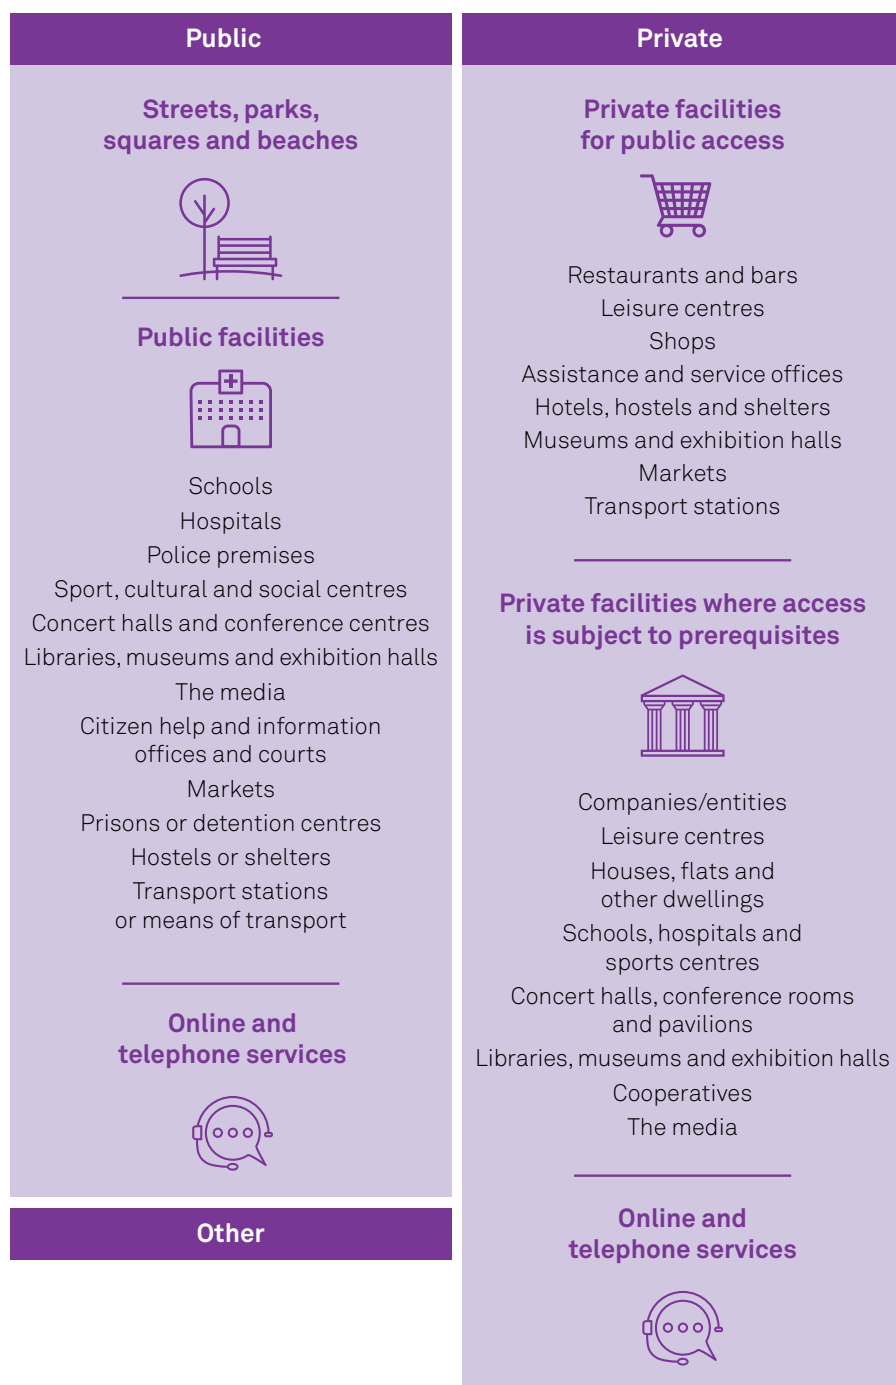 Public
Streets, parks,
squares and beaches
Public facilities
Schools
Hospitals
Police premises
Sport, cultural and social centres
Concert halls and conference centres
Libraries, museums and exhibition halls
The media
Citizen help and information
offices and courts
Markets
Prisons or detention centres
Hostels or shelters
Transport stations
or means of transport
Online and
telephone services
Other
Private
Private facilities
for public access
Restaurants and bars
Leisure centres
Shops
Assistance and service offices
Hotels, hostels and shelters
Museums and exhibition halls
Markets
Transport stations
Private facilities where access
is subject to prerequisites
Companies/entities
Leisure centres
Houses, flats and
other dwellings
Schools, hospitals and
sports centres
Concert halls, conference rooms
and pavilions
Libraries, museums and exhibition halls
Cooperatives
The media
Online and
telephone services